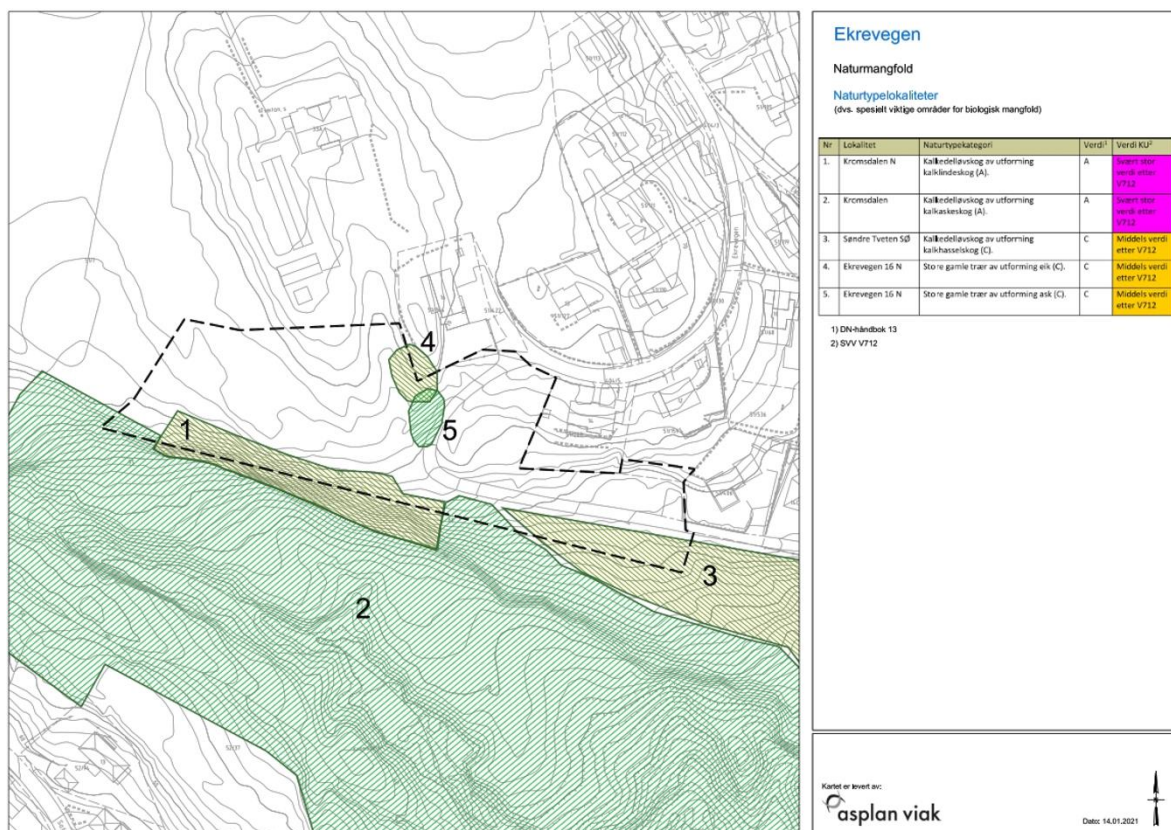 Ekrevegen
Naturmangfold
Naturtypelokaliteter
(dvs. spesielt viktige områder for biologisk mangfold)
Nr Lokalitet Naturtypekategori Verdi¹ Verdi KU²
1. Kromsdalen N Kalkedelløvskog av utforming kalklindeskog (A). A Svært stor verdi etter V712
2. Kromsdalen Kalkedelløvskog av utforming kalkaskeskog (A). A Svært stor verdi etter V712
3. Søndre Tveten SØ Kalkedelløvskog av utforming kalkhasselskog (C). C Middels verdi etter V712
4. Ekrevegen 16 N Store gamle trær av utforming eik (C). C Middels verdi etter V712
5. Ekrevegen 16 N Store gamle trær av utforming ask (C). C Middels verdi etter V712
1) DN-håndbok 13
2) SVV V712
Ekrevegen
4
5
1
2
3
Kartet er levert av:
asplan viak
Dato: 14.01.2021